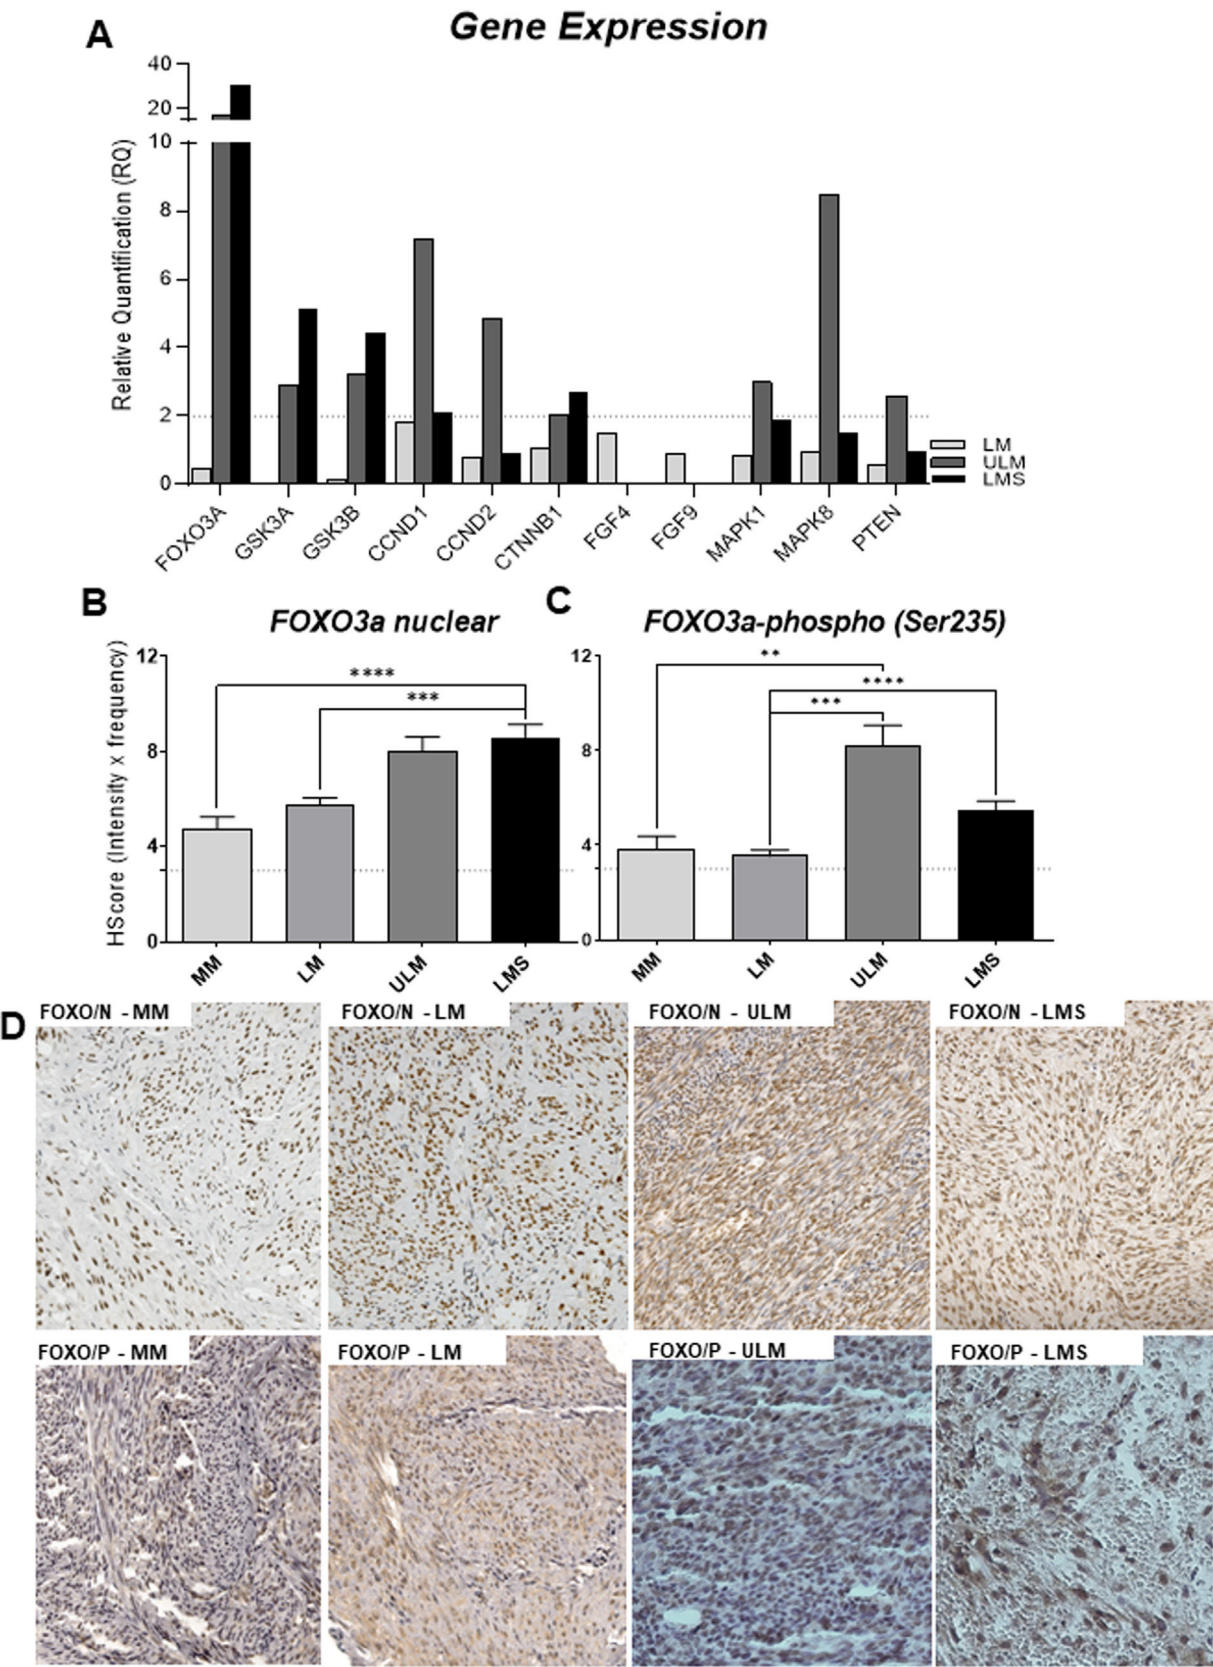 Gene Expression
A
Relative Quantification (RQ)
40
20
10
8
6
4
2
0
FOXO3A
GSK3A
GSK3B
CCND1
CCND2
CTNNB1
FGF4
FGF9
MAPK1
MAPK8
PTEN
LM
ULM
LMS
B
FOXO3a nuclear
HScore (Intensity x frequency)
12
8
4
0
****
***
MM
LM
ULM
LMS
C
FOXO3a-phospho (Ser235)
12
8
4
0
**
****
***
MM
LM
ULM
LMS
D
FOXO/N - MM
FOXO/N - LM
FOXO/N - ULM
FOXO/N - LMS
FOXO/P - MM
FOXO/P - LM
FOXO/P - ULM
FOXO/P - LMS